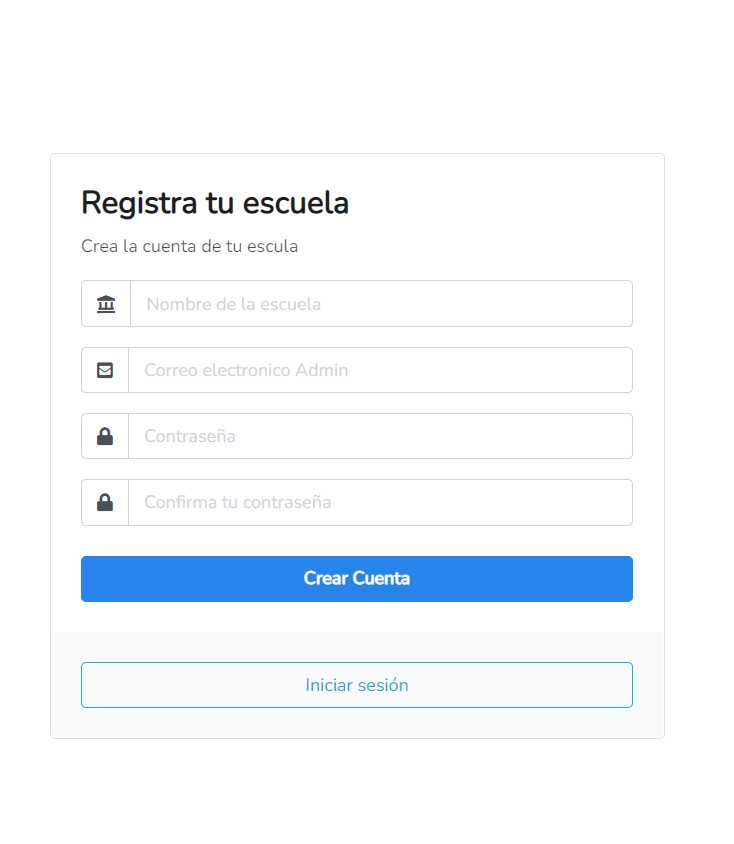 Registra tu escuela
Crea la cuenta de tu escula
Nombre de la escuela
Correo electronico Admin
Contraseña
Confirma tu contraseña
Crear Cuenta
Iniciar sesión